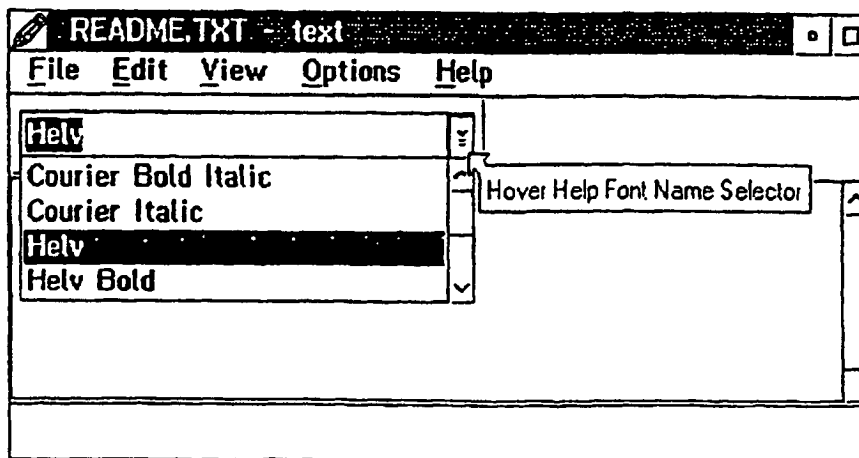 README.TXT - text
File Edit View Options Help
Helv
Courier Bold Italic
Courier Italic
Helv
Helv Bold
Hover Help Font Name Selector